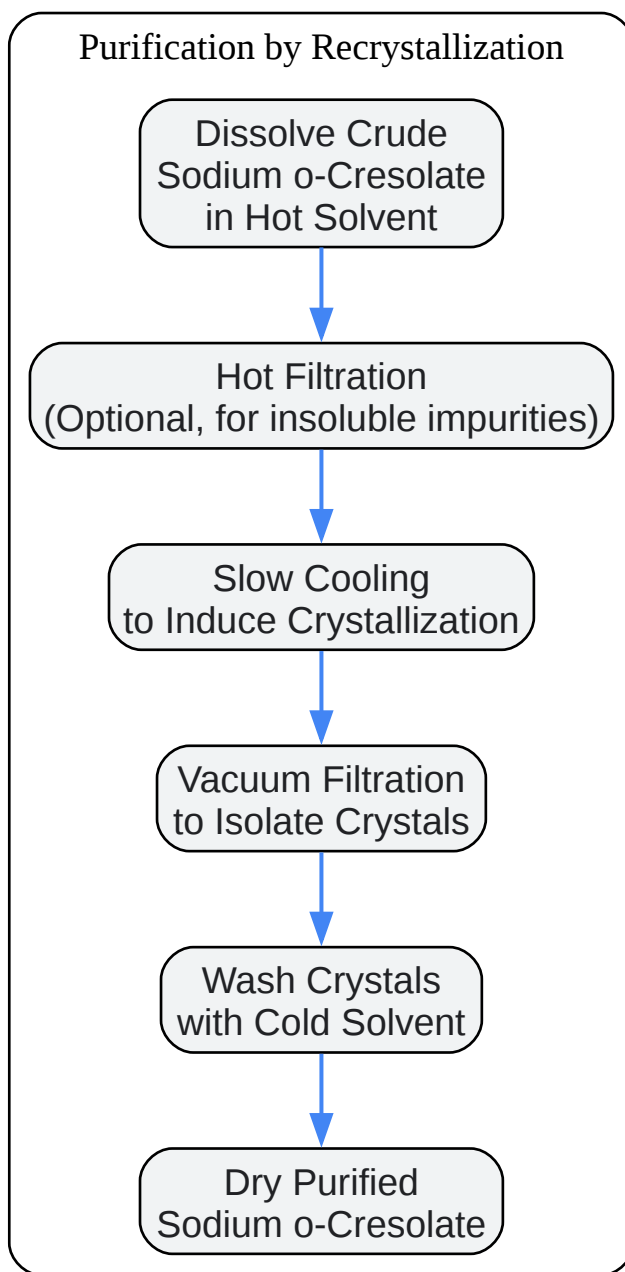 Purification by Recrystallization
Dissolve Crude
Sodium o-Cresolate
in Hot Solvent
Hot Filtration
(Optional, for insoluble impurities)
Slow Cooling
to Induce Crystallization
Vacuum Filtration
to Isolate Crystals
Wash Crystals
with Cold Solvent
Dry Purified
Sodium o-Cresolate